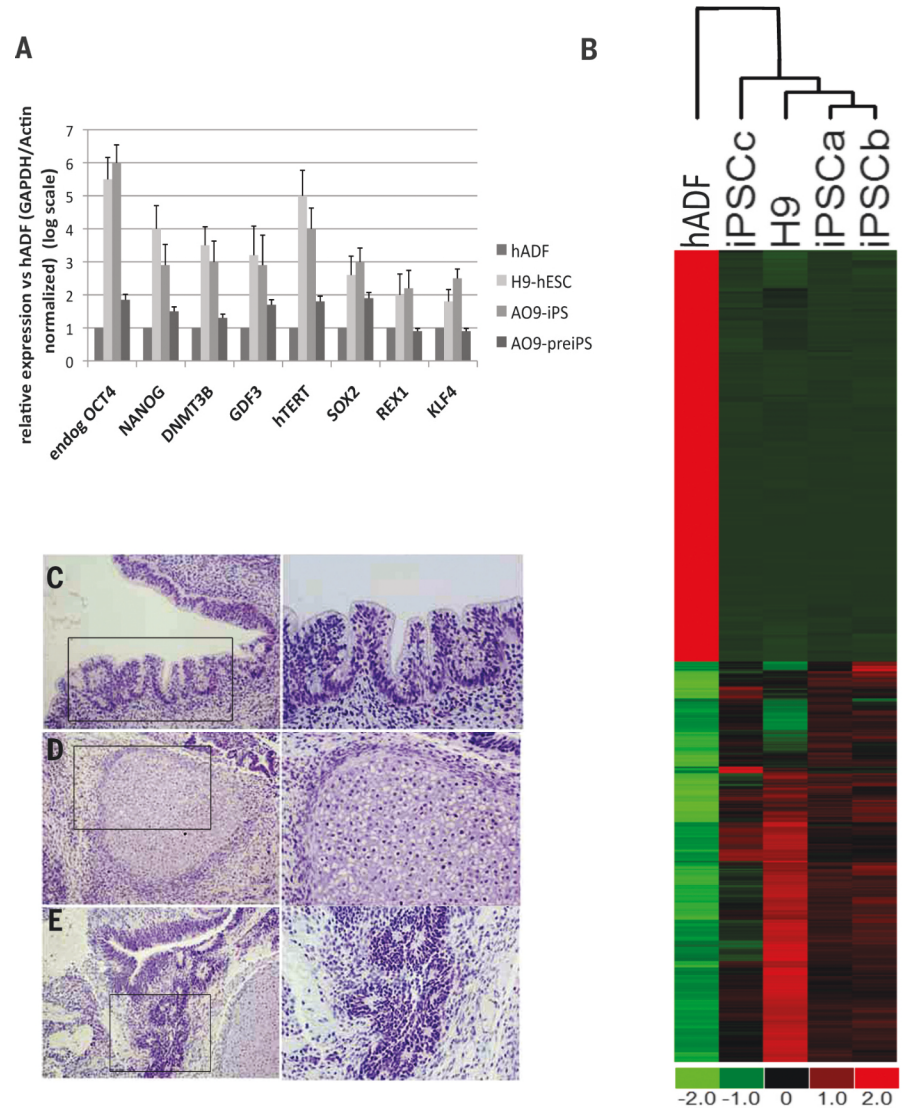 A
B
relative expression vs hADF (GAPDH/Actin
normalized) (log scale)
7
6
5
4
3
2
1
0
endog OCT4
NANOG
DNMT3B
GDF3
hTERT
SOX2
REX1
KLF4
hADF
H9-hESC
AO9-iPS
AO9-preiPS
hADF
iPSCc
H9
iPSCa
iPSCb
C
D
E
-2.0 -1.0 0 1.0 2.0